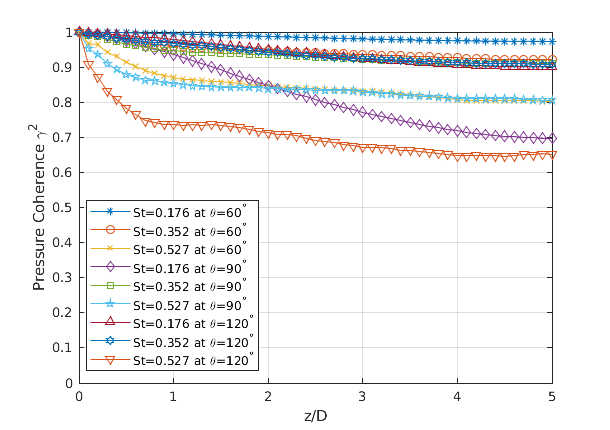 1
0.9
0.8
0.7
0.6
0.5
0.4
0.3
0.2
0.1
0
Pressure Coherence γ̂²
St=0.176 at θ=60°
St=0.352 at θ=60°
St=0.527 at θ=60°
St=0.176 at θ=90°
St=0.352 at θ=90°
St=0.527 at θ=90°
St=0.176 at θ=120°
St=0.352 at θ=120°
St=0.527 at θ=120°
0 1 2 3 4 5
z/D